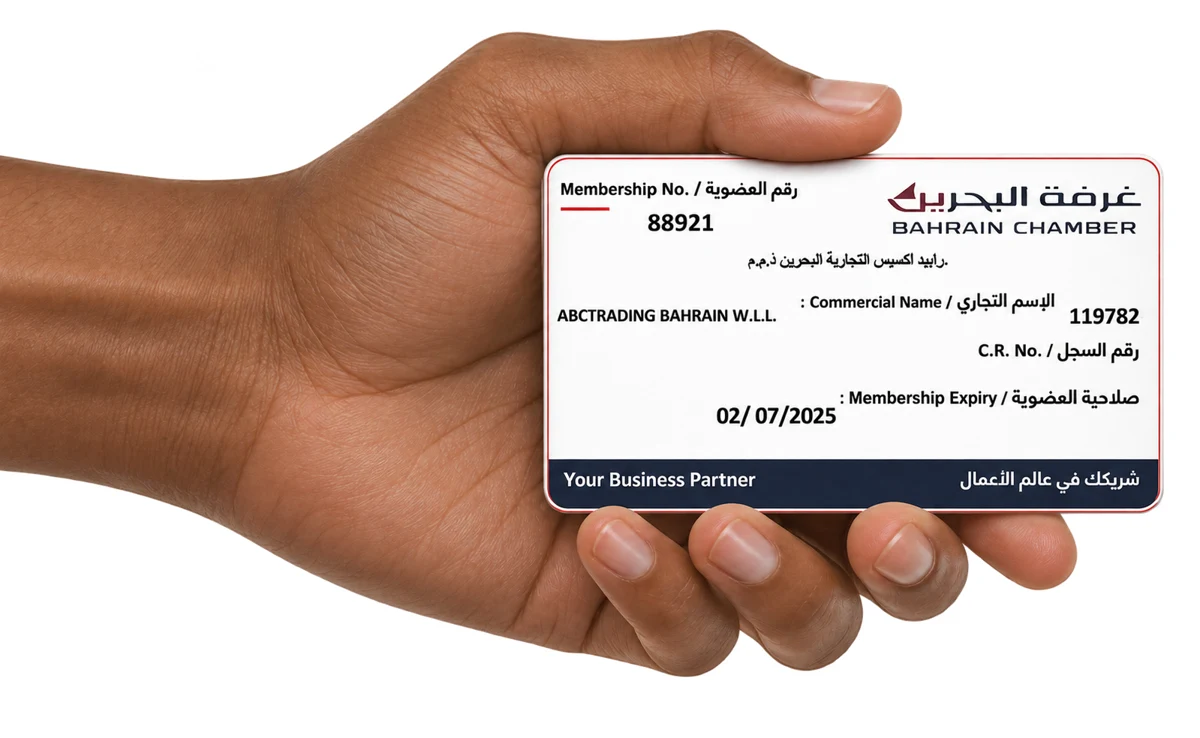 Membership No. / رقم العضوية
88921
غرفة البحرين
BAHRAIN CHAMBER
رابيد اكسيس التجارية البحرين ذ.م.م.
الإسم التجاري / Commercial Name :
ABCTRADING BAHRAIN W.L.L.
119782
رقم السجل / C.R. No.
صلاحية العضوية / Membership Expiry :
02/ 07/2025
Your Business Partner
شريكك في عالم الأعمال